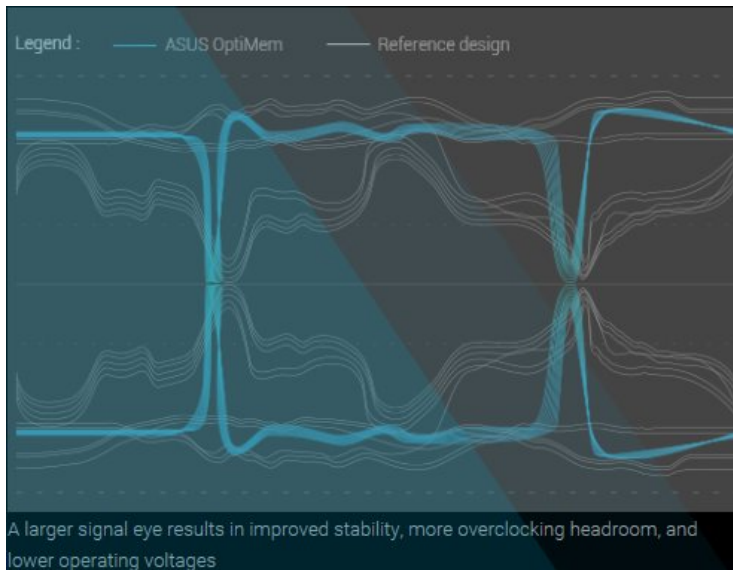 Legend : ASUS OptiMem Reference design
A larger signal eye results in improved stability, more overclocking headroom, and
lower operating voltages